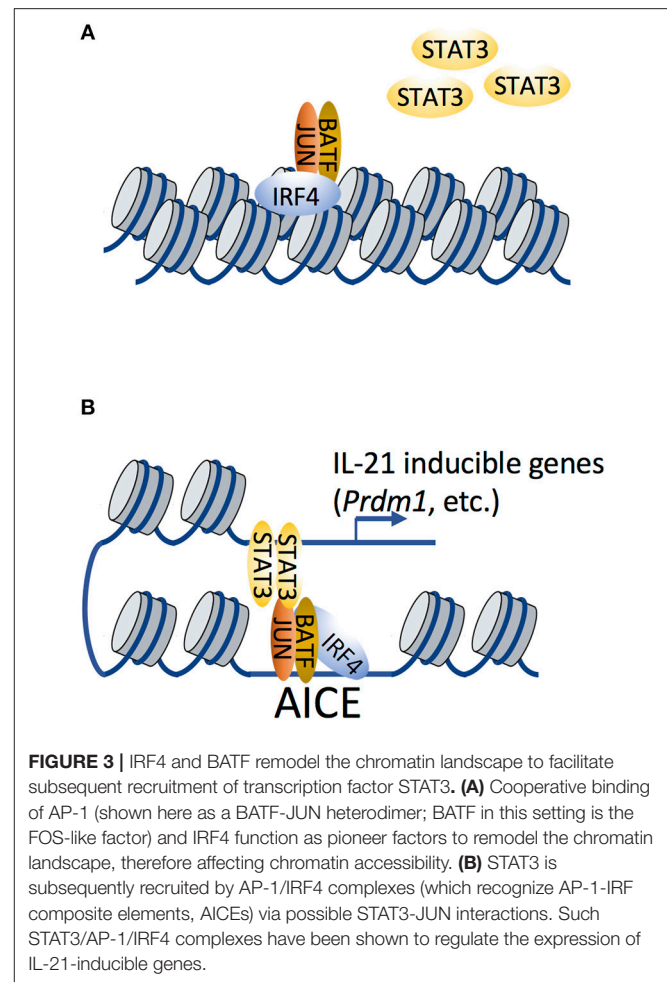 A
STAT3
STAT3
STAT3
JUN
BATF
IRF4
B
IL-21 inducible genes
(Prdm1, etc.)
STAT3
STAT3
JUN
BATF
IRF4
AICE
FIGURE 3 | IRF4 and BATF remodel the chromatin landscape to facilitate
subsequent recruitment of transcription factor STAT3. (A) Cooperative binding
of AP-1 (shown here as a BATF-JUN heterodimer; BATF in this setting is the
FOS-like factor) and IRF4 function as pioneer factors to remodel the chromatin
landscape, therefore affecting chromatin accessibility. (B) STAT3 is
subsequently recruited by AP-1/IRF4 complexes (which recognize AP-1-IRF
composite elements, AICEs) via possible STAT3-JUN interactions. Such
STAT3/AP-1/IRF4 complexes have been shown to regulate the expression of
IL-21-inducible genes.